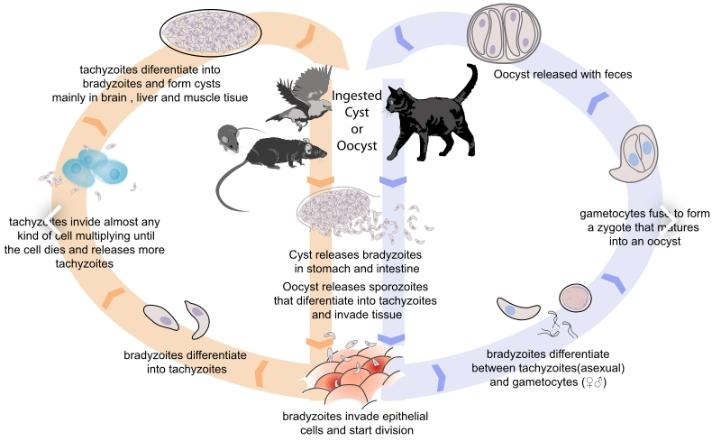 tachyzoites diferentiate into
bradyzoites and form cysts
mainly in brain , liver and muscle tisue
Oocyst released with feces
Ingested
Cyst
or
Oocyst
tachyzoites invide almost any
kind of cell multiplying until
the cell dies and releases more
tachyzoites
gametocytes fuse to form
a zygote that matures
into an oocyst
Cyst releases bradyzoites
in stomach and intestine
Oocyst releases sporozoites
that diferentiate into tachyzoites
and invade tissue
bradyzoites differentiate
into tachyzoites
bradyzoites differentiate
between tachyzoites(asexual)
and gametocytes (♀♂)
bradyzoites invade epithelial
cells and start division